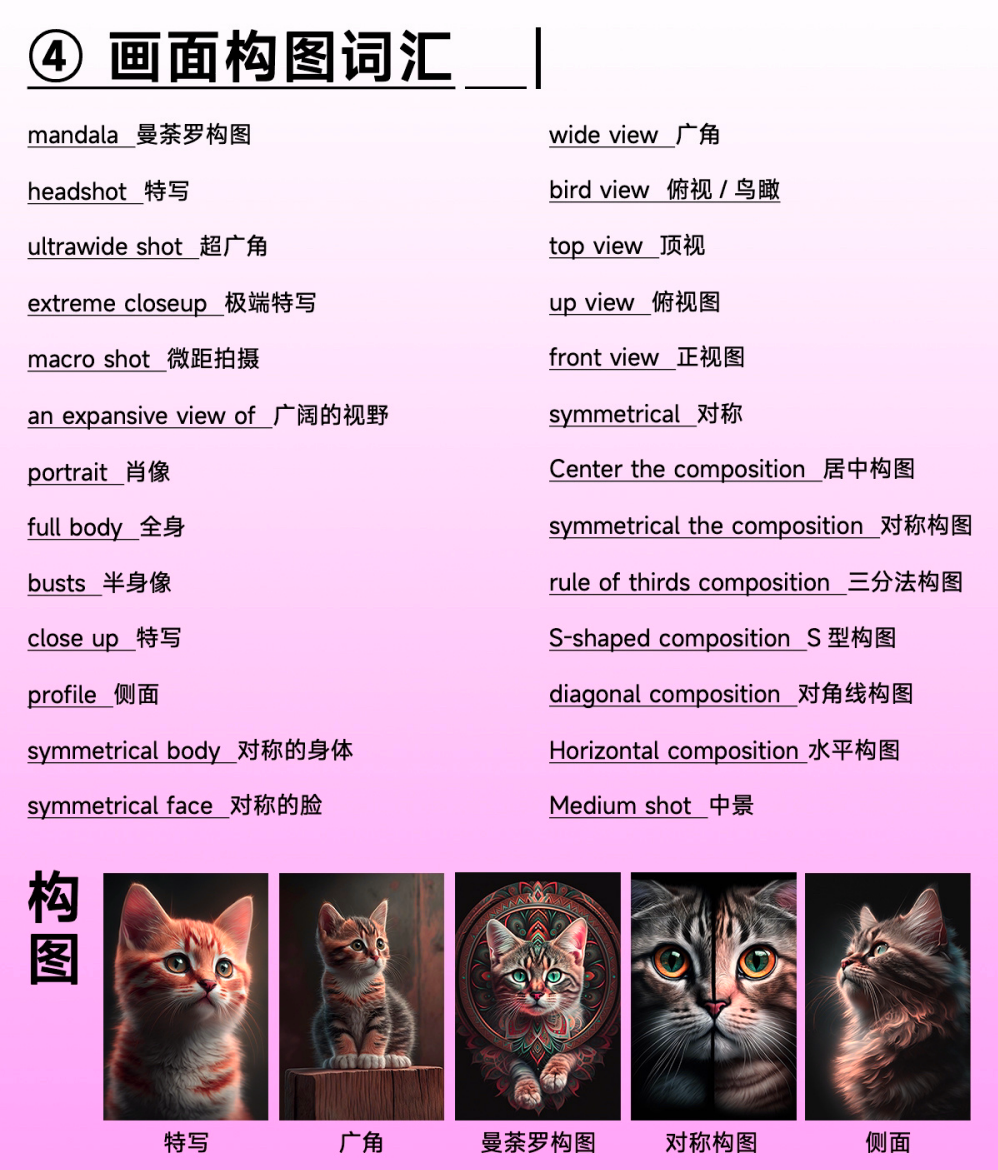 ④ 画面构图词汇
mandala 曼荼罗构图
headshot 特写
ultrawide shot 超广角
extreme closeup 极端特写
macro shot 微距拍摄
an expansive view of 广阔的视野
portrait 肖像
full body 全身
busts 半身像
close up 特写
profile 侧面
symmetrical body 对称的身体
symmetrical face 对称的脸
wide view 广角
bird view 俯视 / 鸟瞰
top view 顶视
up view 俯视图
front view 正视图
symmetrical 对称
Center the composition 居中构图
symmetrical the composition 对称构图
rule of thirds composition 三分法构图
S-shaped composition S 型构图
diagonal composition 对角线构图
Horizontal composition 水平构图
Medium shot 中景
构图
特写
广角
曼荼罗构图
对称构图
侧面